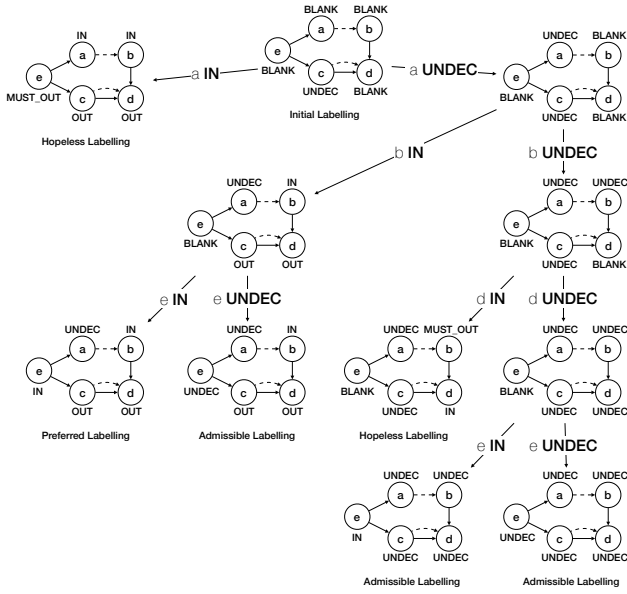 BLANK BLANK
IN IN
a b a b
e e
a IN a UNDEC
MUST_OUT c d BLANK c d
OUT OUT UNDEC BLANK
Hopeless Labelling Initial Labelling
UNDEC BLANK
a b
e
BLANK c d
UNDEC BLANK
b IN b UNDEC
UNDEC IN UNDEC UNDEC
a b a b
e e
BLANK c d BLANK c d
OUT OUT UNDEC BLANK
e IN e UNDEC d IN d UNDEC
UNDEC IN UNDEC IN UNDEC MUST_OUT UNDEC UNDEC
a b a b a b a b
e e e e
IN c d UNDEC c d BLANK c d BLANK c d
OUT OUT OUT OUT UNDEC IN UNDEC UNDEC
Preferred Labelling Admissible Labelling Hopeless Labelling
e IN e UNDEC
UNDEC UNDEC UNDEC UNDEC
a b a b
e e
IN c d UNDEC c d
UNDEC UNDEC UNDEC UNDEC
Admissible Labelling Admissible Labelling